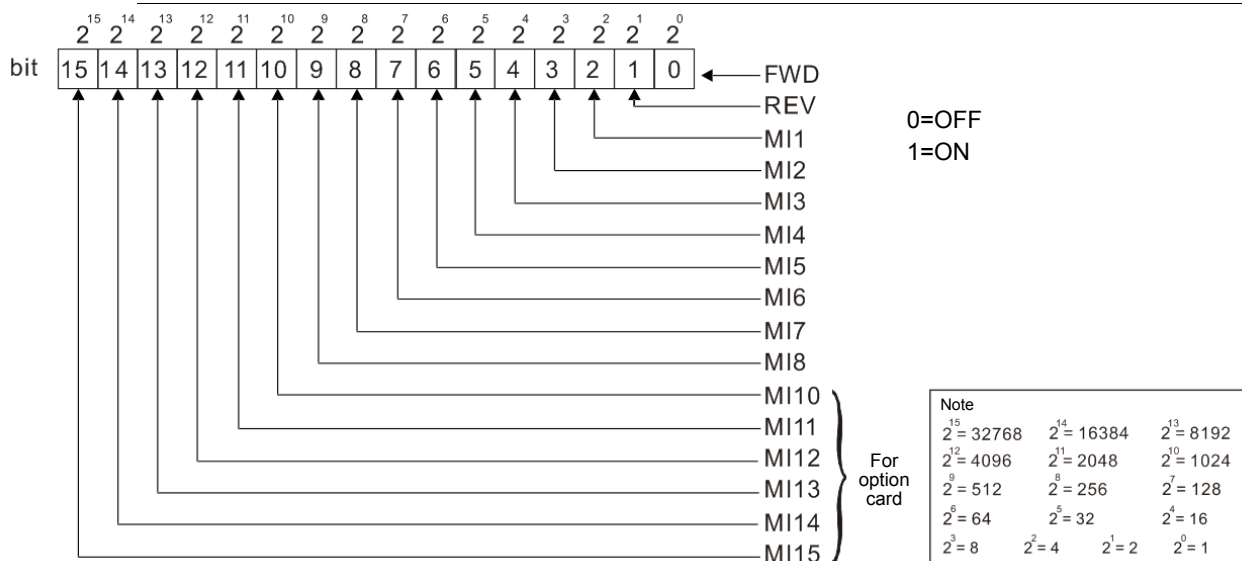 2^15 2^14 2^13 2^12 2^11 2^10 2^9 2^8 2^7 2^6 2^5 2^4 2^3 2^2 2^1 2^0
bit 15 14 13 12 11 10 9 8 7 6 5 4 3 2 1 0
FWD
REV
MI1
MI2
MI3
MI4
MI5
MI6
MI7
MI8
MI10
MI11
MI12
MI13
MI14
MI15
0=OFF
1=ON
For
option
card
Note
2^15= 32768 2^14= 16384 2^13= 8192
2^12= 4096 2^11= 2048 2^10= 1024
2^9= 512 2^8= 256 2^7= 128
2^6= 64 2^5= 32 2^4= 16
2^3= 8 2^2= 4 2^1= 2 2^0= 1